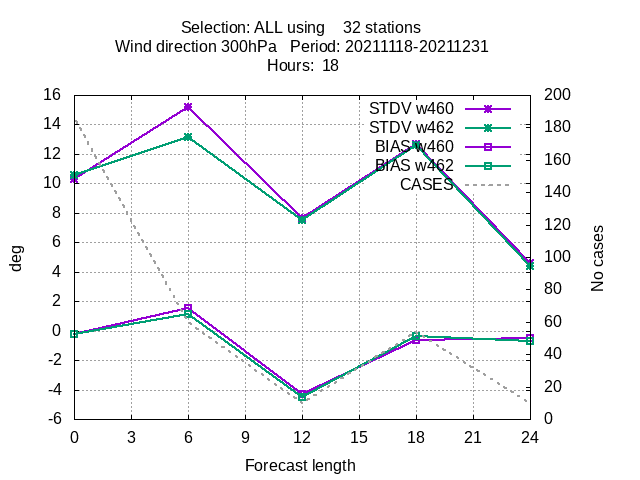 Selection: ALL using    32 stations
Wind direction 300hPa   Period: 20211118-20211231
Hours:  18
STDV w460
STDV w462
BIAS w460
BIAS w462
CASES
deg
16
14
12
10
8
6
4
2
0
-2
-4
-6
No cases
200
180
160
140
120
100
80
60
40
20
0
0 3 6 9 12 15 18 21 24
Forecast length